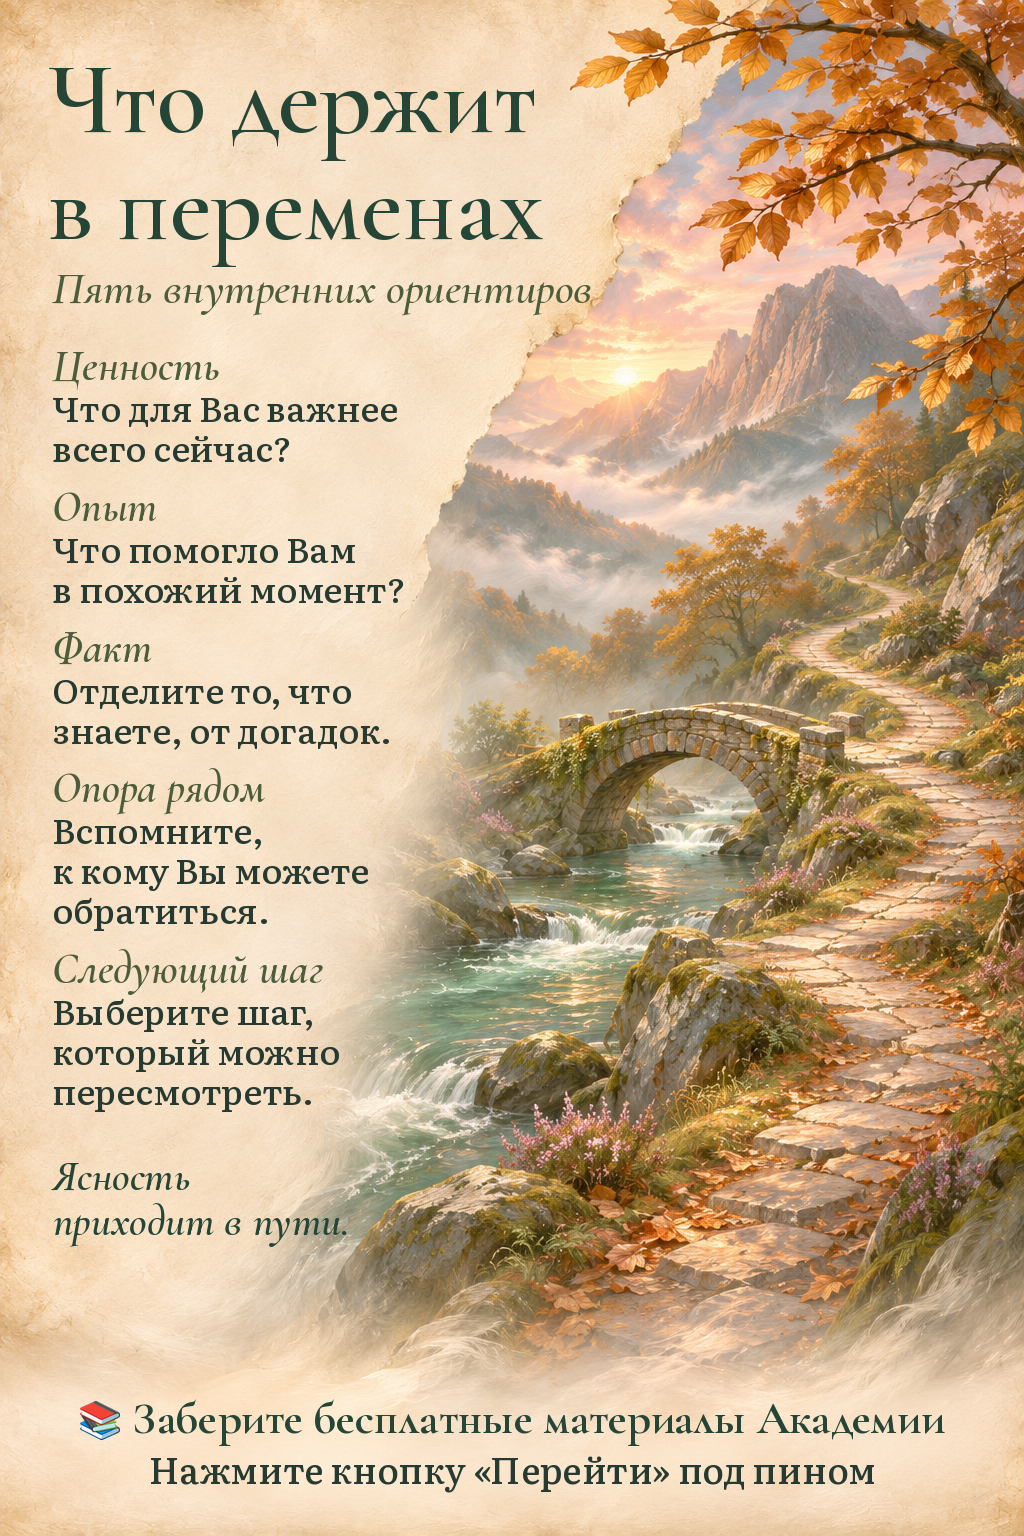 Что держит
в переменах
Пять внутренних ориентиров
Ценность
Что для Вас важнее
всего сейчас?
Опыт
Что помогло Вам
в похожий момент?
Факт
Отделите то, что
знаете, от догадок.
Опора рядом
Вспомните,
к кому Вы можете
обратиться.
Следующий шаг
Выберите шаг,
который можно
пересмотреть.
Ясность
приходит в пути.
📚 Заберите бесплатные материалы Академии
Нажмите кнопку «Перейти» под пином